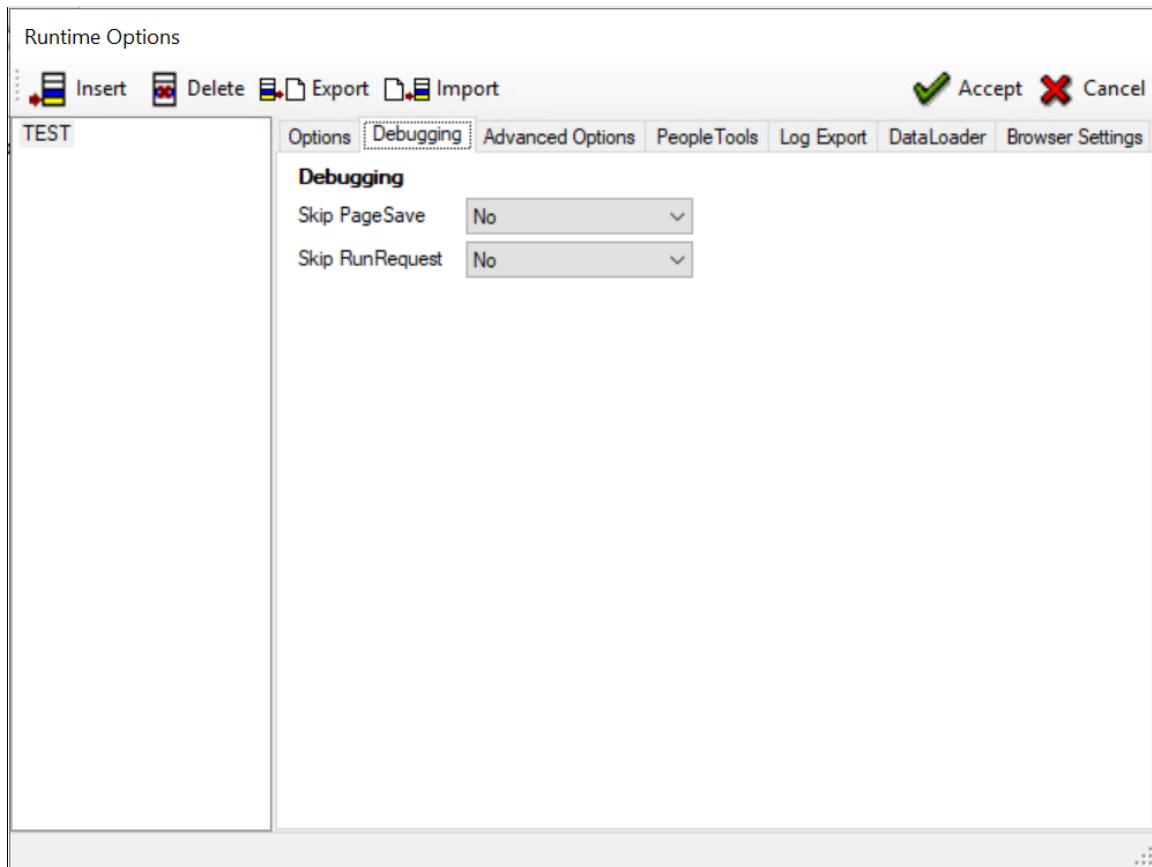 Runtime Options
Insert Delete Export Import Accept Cancel
TEST
Options Debugging Advanced Options PeopleTools Log Export DataLoader Browser Settings
Debugging
Skip PageSave No
Skip RunRequest No